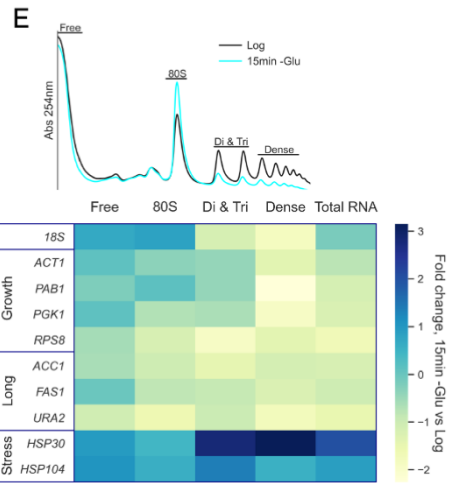 E
Free
Log
15min -Glu
80S
Abs 254nm
Di & Tri
Dense
Free 80S Di & Tri Dense Total RNA
18S
Growth
ACT1
PAB1
PGK1
RPS8
Long
ACC1
FAS1
URA2
Stress
HSP30
HSP104
3
2
1
0
-1
-2
Fold change, 15min -Glu vs Log